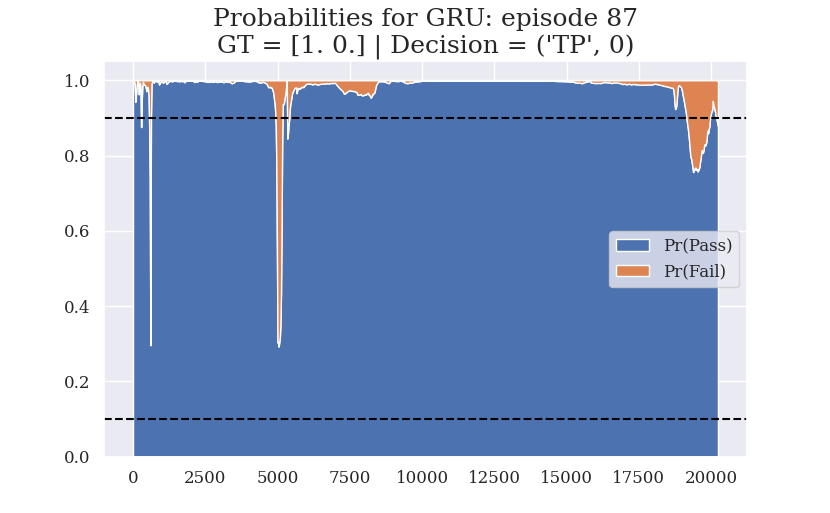 Probabilities for GRU: episode 87
GT = [1. 0.] | Decision = ('TP', 0)
1.0
0.8
0.6
0.4
0.2
0.0
Pr(Pass)
Pr(Fail)
0 2500 5000 7500 10000 12500 15000 17500 20000